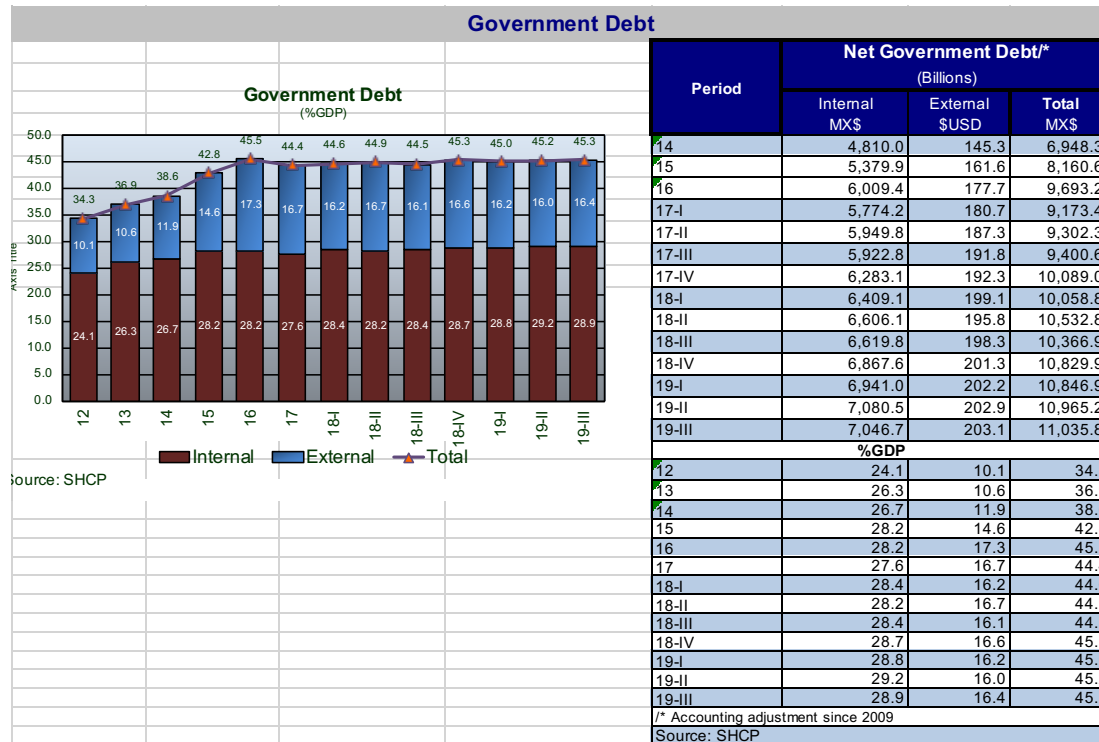 Government Debt
Government Debt
(%GDP)
50.0
45.0
40.0
35.0
30.0
25.0
20.0
15.0
10.0
5.0
0.0
34.3 36.9 38.6 42.8 45.5 44.4 44.6 44.9 44.5 45.3 45.0 45.2 45.3
10.1 10.6 11.9 14.6 17.3 16.7 16.2 16.7 16.1 16.6 16.2 16.0 16.4
24.1 26.3 26.7 28.2 28.2 27.6 28.4 28.2 28.4 28.7 28.8 29.2 28.9
12 13 14 15 16 17 18-I 18-II 18-III 18-IV 19-I 19-II 19-III
Internal External Total
Source: SHCP
Period Net Government Debt/*
(Billions)
Internal External Total
MX$ $USD MX$
14 4,810.0 145.3 6,948.3
15 5,379.9 161.6 8,160.6
16 6,009.4 177.7 9,693.2
17-I 5,774.2 180.7 9,173.4
17-II 5,949.8 187.3 9,302.3
17-III 5,922.8 191.8 9,400.6
17-IV 6,283.1 192.3 10,089.0
18-I 6,409.1 199.1 10,058.8
18-II 6,606.1 195.8 10,532.8
18-III 6,619.8 198.3 10,366.9
18-IV 6,867.6 201.3 10,829.9
19-I 6,941.0 202.2 10,846.9
19-II 7,080.5 202.9 10,965.2
19-III 7,046.7 203.1 11,035.8
%GDP
12 24.1 10.1 34.
13 26.3 10.6 36.
14 26.7 11.9 38.
15 28.2 14.6 42.
16 28.2 17.3 45.
17 27.6 16.7 44.
18-I 28.4 16.2 44.
18-II 28.2 16.7 44.
18-III 28.4 16.1 44.
18-IV 28.7 16.6 45.
19-I 28.8 16.2 45.
19-II 29.2 16.0 45.
19-III 28.9 16.4 45.
/* Accounting adjustment since 2009
Source: SHCP